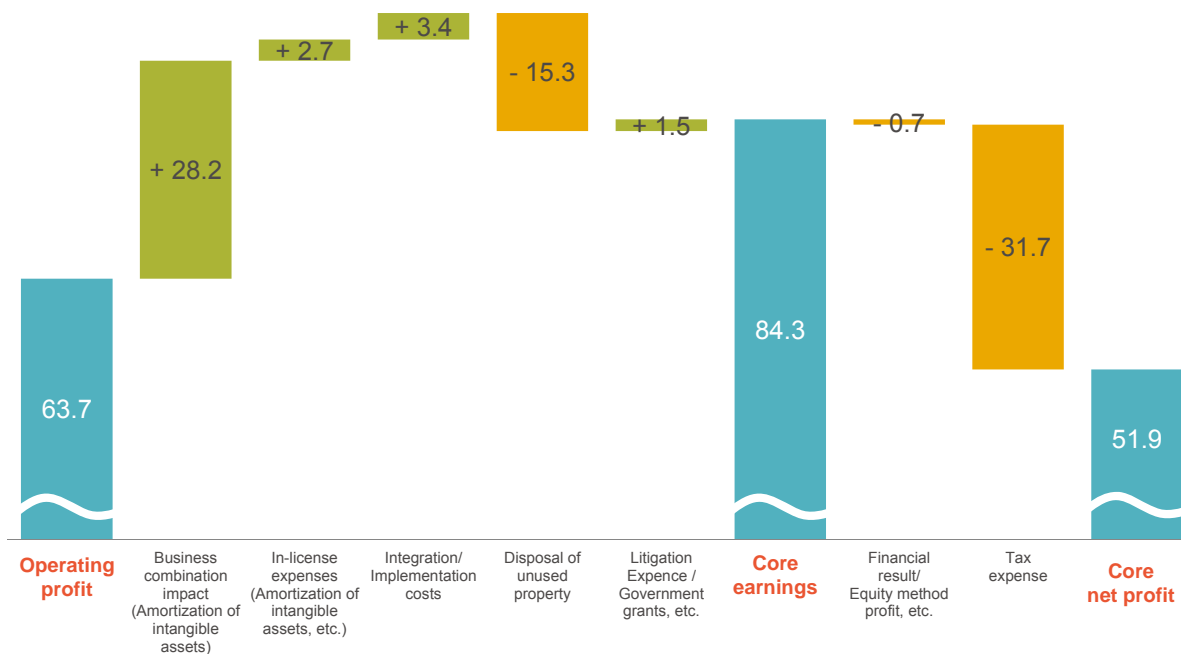 + 3.4
+ 2.7
- 15.3
+ 1.5
- 0.7
+ 28.2
- 31.7
84.3
63.7
51.9
Operating
profit
Business
combination
impact
(Amortization of
intangible
assets)
In-license
expenses
(Amortization of
intangible
assets, etc.)
Integration/
Implementation
costs
Disposal of
unused
property
Litigation
Expence /
Government
grants, etc.
Core
earnings
Financial
result/
Equity method
profit, etc.
Tax
expense
Core
net profit